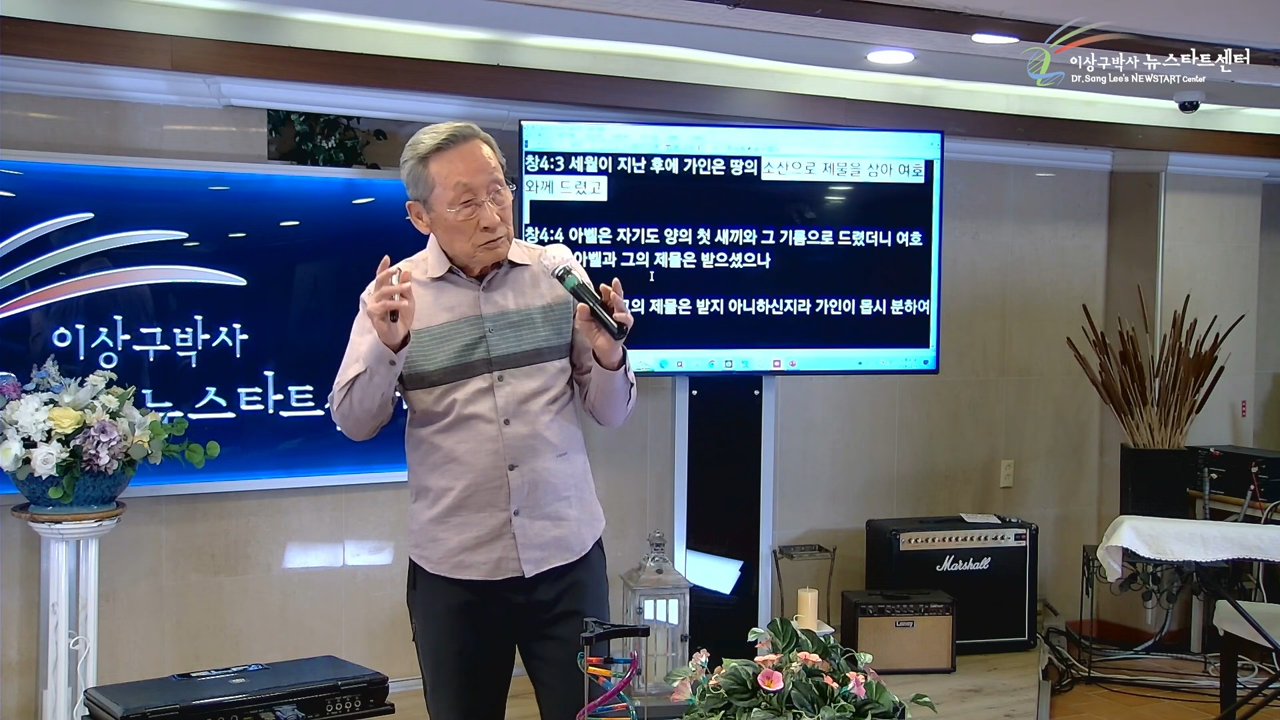 이상구박사 뉴스타트센터
Dr. Sang Lee's NEWSTART Center
창4:3 세월이 지난 후에 가인은 땅의 소산으로 제물을 삼아 여호
와께 드렸고
창4:4 아벨은 자기도 양의 첫 새끼와 그 기름으로 드렸더니 여호
아벨과 그의 제물은 받으셨으나
제물은 받지 아니하신지라 가인이 몹시 분하여
이상구박사
뉴스타트
Marshall
Laney